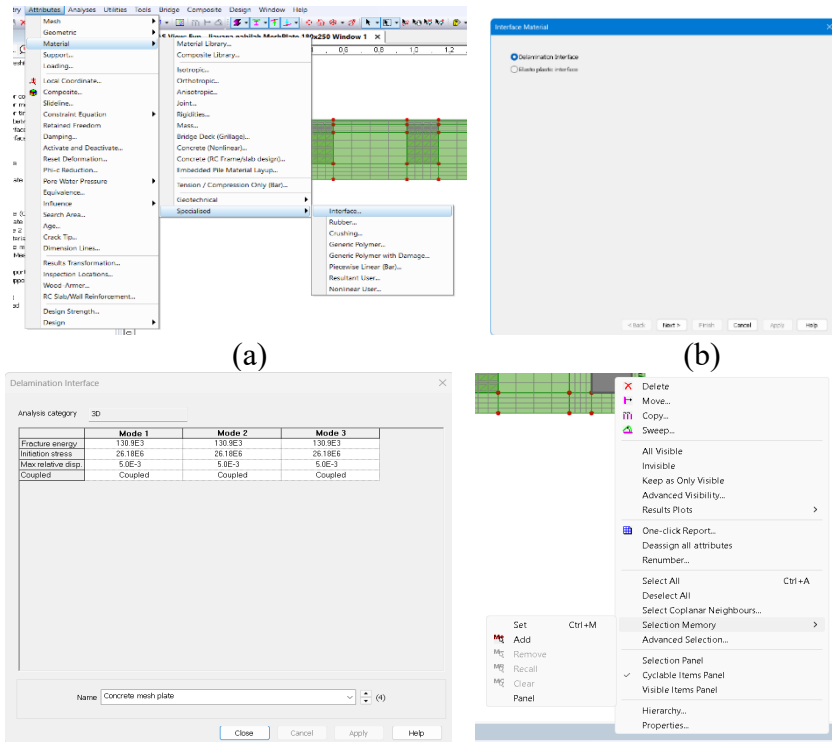 Attributes Analyses Utilities Tools Bridge Composite Design Window Help
Mesh
Geometric
Material
Support...
Loading...
Local Coordinate...
Composite...
Slideline...
Constraint Equation
Retained Freedom
Damping...
Activate and Deactivate...
Reset Deformation...
Phi-c Reduction...
Pore Water Pressure
Equivalence...
Influence
Search Area...
Age...
Crack Tip...
Dimension Lines...
Results Transformation...
Inspection Locations...
Wood-Armer...
RC Slab/Wall Reinforcement...
Design Strength...
Design
MeshPlate 180x250 Window 1
0,6 0,8 1,0 1,2
Material Library...
Composite Library...
Isotropic...
Orthotropic...
Anisotropic...
Joint...
Rigidities...
Mass...
Bridge Deck (Grillage)...
Concrete (Nonlinear)...
Concrete (RC Frame/slab design)...
Embedded Pile Material Layup...
Tension / Compression Only (Bar)...
Geotechnical
Specialised
Interface...
Rubber...
Crushing...
Generic Polymer...
Generic Polymer with Damage...
Piecewise Linear (Bar)...
Resultant User...
Nonlinear User...
(a)
Interface Material
Delamination Interface
Elasto plastic interface
< Back Next > Finish Cancel Apply Help
(b)
Delamination Interface
Analysis category 3D
Mode 1 Mode 2 Mode 3
Fracture energy 130.9E3 130.9E3 130.9E3
Initiation stress 26.18E6 26.18E6 26.18E6
Max relative disp. 5.0E-3 5.0E-3 5.0E-3
Coupled Coupled Coupled Coupled
Name Concrete mesh plate (4)
Close Cancel Apply Help
Delete
Move...
Copy...
Sweep...
All Visible
Invisible
Keep as Only Visible
Advanced Visibility...
Results Plots
One-click Report...
Deassign all attributes
Renumber...
Select All Ctrl+A
Deselect All
Select Coplanar Neighbours...
Selection Memory
Advanced Selection...
Selection Panel
Cyclable Items Panel
Visible Items Panel
Hierarchy...
Properties...
Set Ctrl+M
Add
Remove
Recall
Clear
Panel